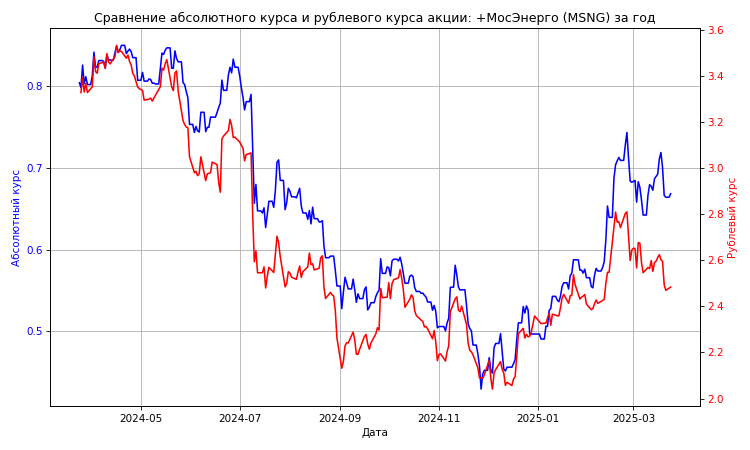 Сравнение абсолютного курса и рублевого курса акции: +МосЭнерго (MSNG) за год
3.6
3.4
3.2
3.0
2.8
2.6
2.4
2.2
2.0
0.8
0.7
0.6
0.5
Абсолютный курс
Рублевый курс
2024-05 2024-07 2024-09 2024-11 2025-01 2025-03
Дата